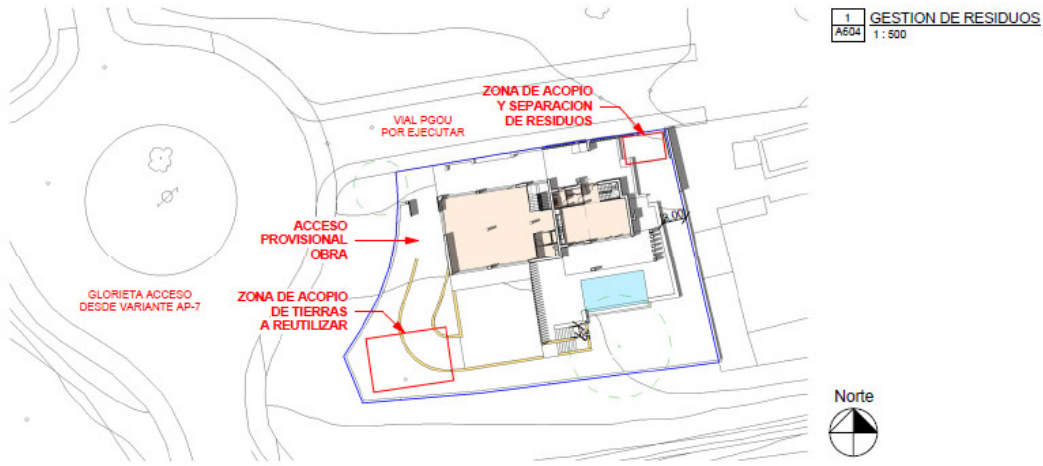 1
A604
GESTION DE RESIDUOS
1 : 500
ZONA DE ACOPIO
Y SEPARACION
DE RESIDUOS
VIAL PGOU
POR EJECUTAR
ACCESO
PROVISIONAL
OBRA
GLORIETA ACCESO
DESDE VARIANTE AP-7
ZONA DE ACOPIO
DE TIERRAS
A REUTILIZAR
Norte